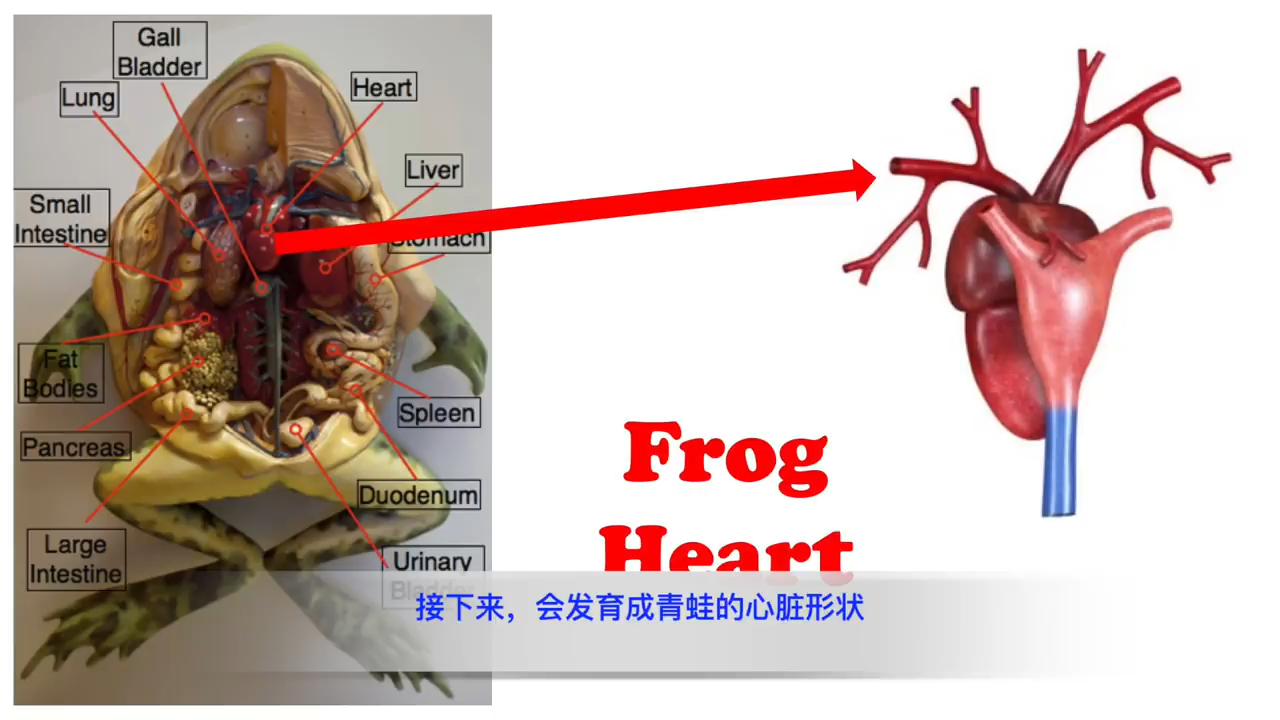 Gall
Bladder
Lung
Heart
Liver
Small
Intestine
Stomach
Fat
Bodies
Spleen
Pancreas
Duodenum
Large
Intestine
Urinary
Bladder
Frog
Heart
接下来，会发育成青蛙的心脏形状